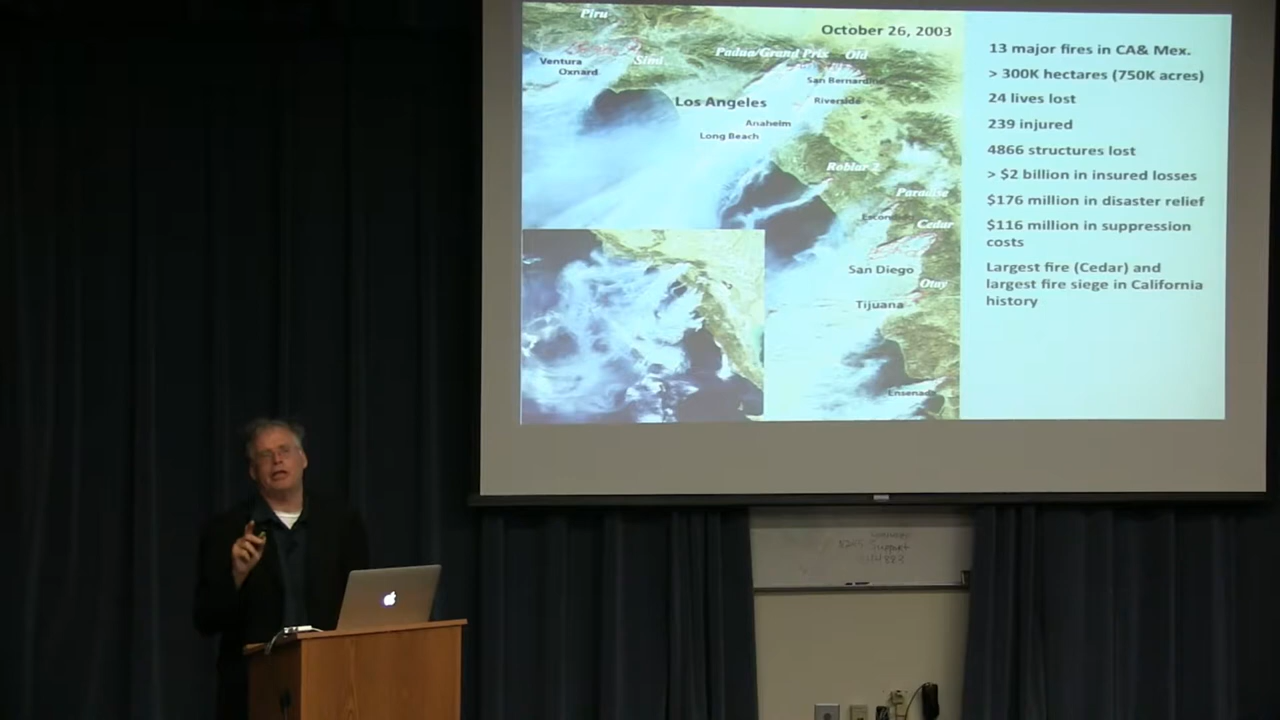 Piru
October 26, 2003
Simi
Padua/Grand Prix
Old
Ventura
Oxnard
San Bernardino
Los Angeles
Riverside
Anaheim
Long Beach
Roblar 2
Paradise
Escondido
Cedar
San Diego
Otay
Tijuana
Ensenada
13 major fires in CA& Mex.
> 300K hectares (750K acres)
24 lives lost
239 injured
4866 structures lost
> $2 billion in insured losses
$176 million in disaster relief
$116 million in suppression
costs
Largest fire (Cedar) and
largest fire siege in California
history
Support